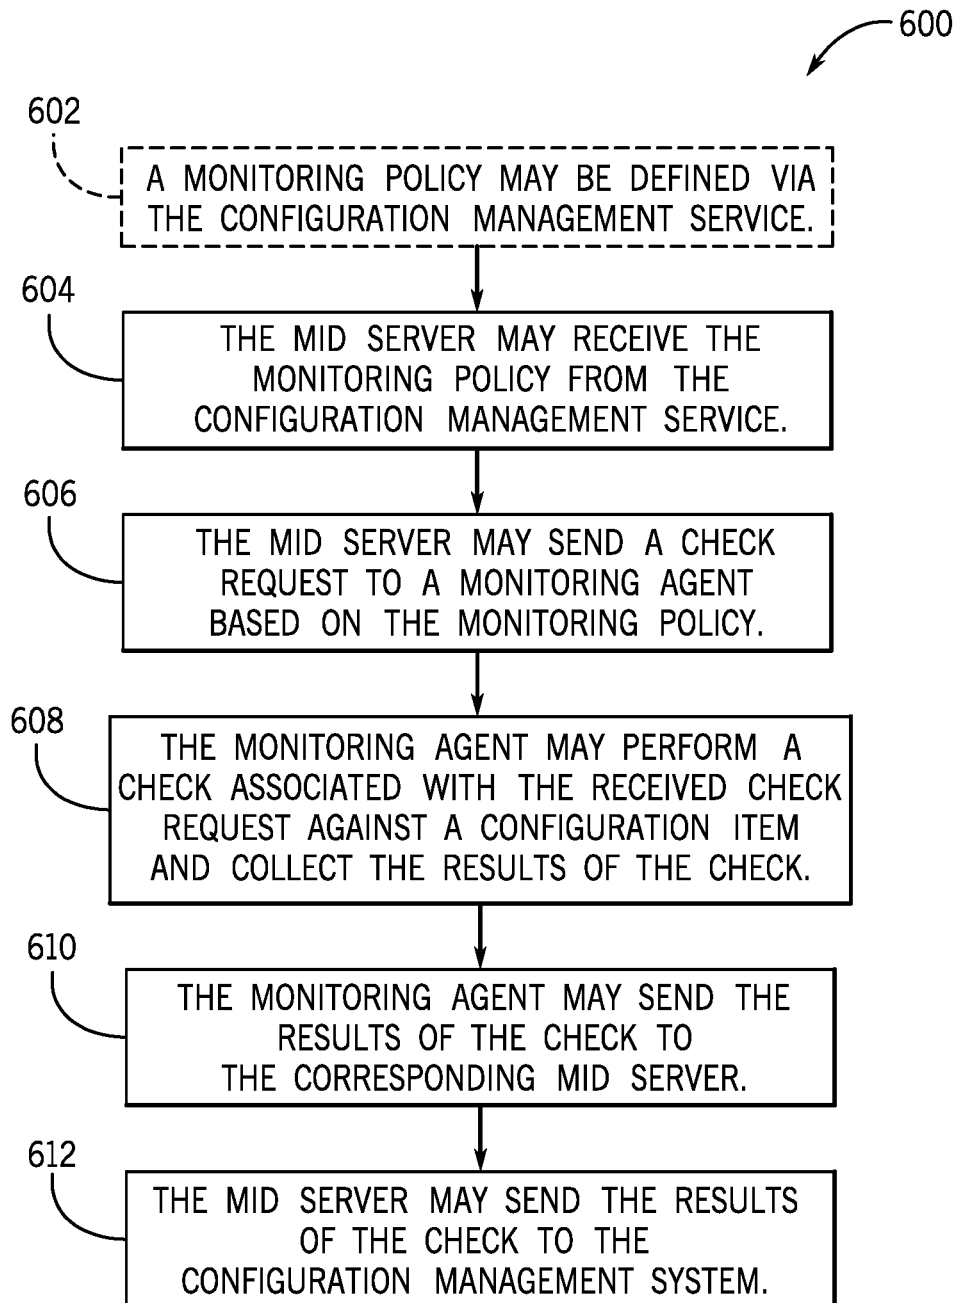 600
602
A MONITORING POLICY MAY BE DEFINED VIA
THE CONFIGURATION MANAGEMENT SERVICE.
604
THE MID SERVER MAY RECEIVE THE
MONITORING POLICY FROM THE
CONFIGURATION MANAGEMENT SERVICE.
606
THE MID SERVER MAY SEND A CHECK
REQUEST TO A MONITORING AGENT
BASED ON THE MONITORING POLICY.
608
THE MONITORING AGENT MAY PERFORM A
CHECK ASSOCIATED WITH THE RECEIVED CHECK
REQUEST AGAINST A CONFIGURATION ITEM
AND COLLECT THE RESULTS OF THE CHECK.
610
THE MONITORING AGENT MAY SEND THE
RESULTS OF THE CHECK TO
THE CORRESPONDING MID SERVER.
612
THE MID SERVER MAY SEND THE RESULTS
OF THE CHECK TO THE
CONFIGURATION MANAGEMENT SYSTEM.